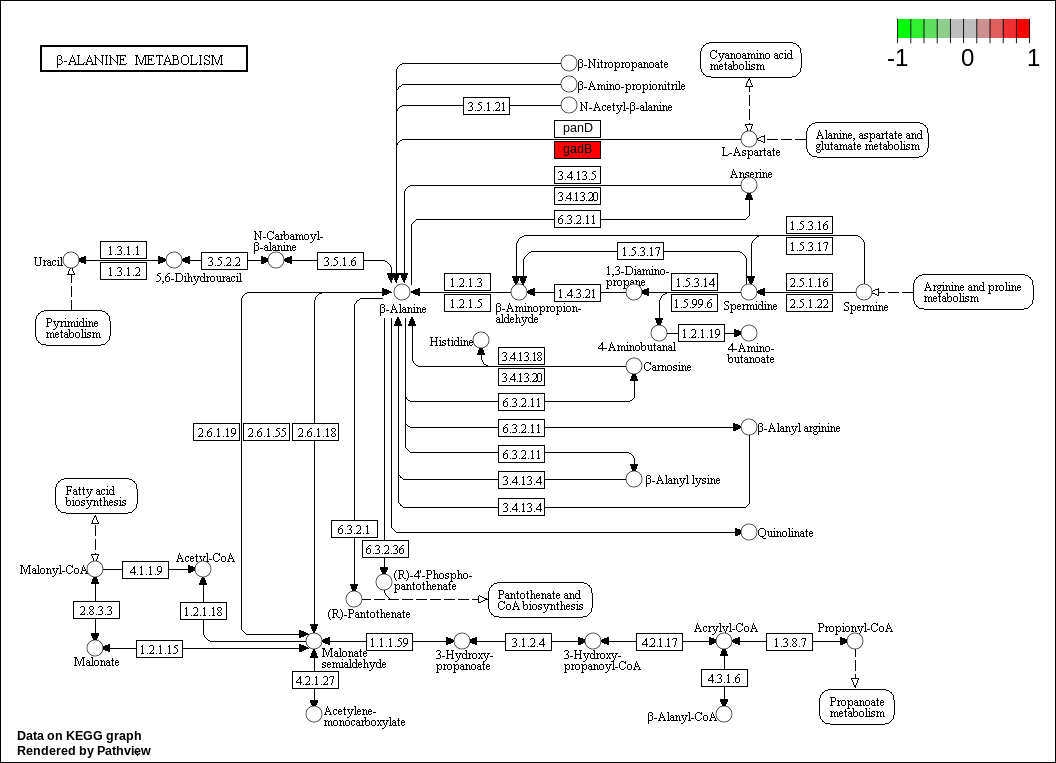 β-ALANINE METABOLISM
-1 0 1
β-Nitropropanoate
β-Amino-propionitrile
3.5.1.21
N-Acetyl-β-alanine
Cyanoamino acid
metabolism
panD
gadB
L-Aspartate
Alanine, aspartate and
glutamate metabolism
3.4.13.5
3.4.13.20
6.3.2.11
Anserine
Uracil
1.3.1.1
1.3.1.2
5,6-Dihydrouracil
3.5.2.2
N-Carbamoyl-
β-alanine
3.5.1.6
Pyrimidine
metabolism
β-Alanine
1.2.1.3
1.2.1.5
β-Aminopropion-
aldehyde
1.4.3.21
1.5.3.17
1,3-Diamino-
propane
1.5.3.14
1.5.99.6
Spermidine
1.5.3.16
1.5.3.17
2.5.1.16
2.5.1.22
Spermine
Arginine and proline
metabolism
4-Aminobutanal
1.2.1.19
4-Amino-
butanoate
Histidine
3.4.13.18
3.4.13.20
Carnosine
6.3.2.11
6.3.2.11
β-Alanyl arginine
6.3.2.11
3.4.13.4
β-Alanyl lysine
3.4.13.4
Quinolinate
2.6.1.19
2.6.1.55
2.6.1.18
6.3.2.1
6.3.2.36
(R)-4'-Phospho-
pantothenate
(R)-Pantothenate
Pantothenate and
CoA biosynthesis
Fatty acid
biosynthesis
Malonyl-CoA
4.1.1.9
Acetyl-CoA
2.8.3.3
1.2.1.18
Malonate
1.2.1.15
Malonate
semialdehyde
1.1.1.59
3-Hydroxy-
propanoate
3.1.2.4
3-Hydroxy-
propanoyl-CoA
4.2.1.17
Acrylyl-CoA
1.3.8.7
Propionyl-CoA
4.2.1.27
Acetylene-
monocarboxylate
4.3.1.6
β-Alanyl-CoA
Propanoate
metabolism
Data on KEGG graph
Rendered by Pathview